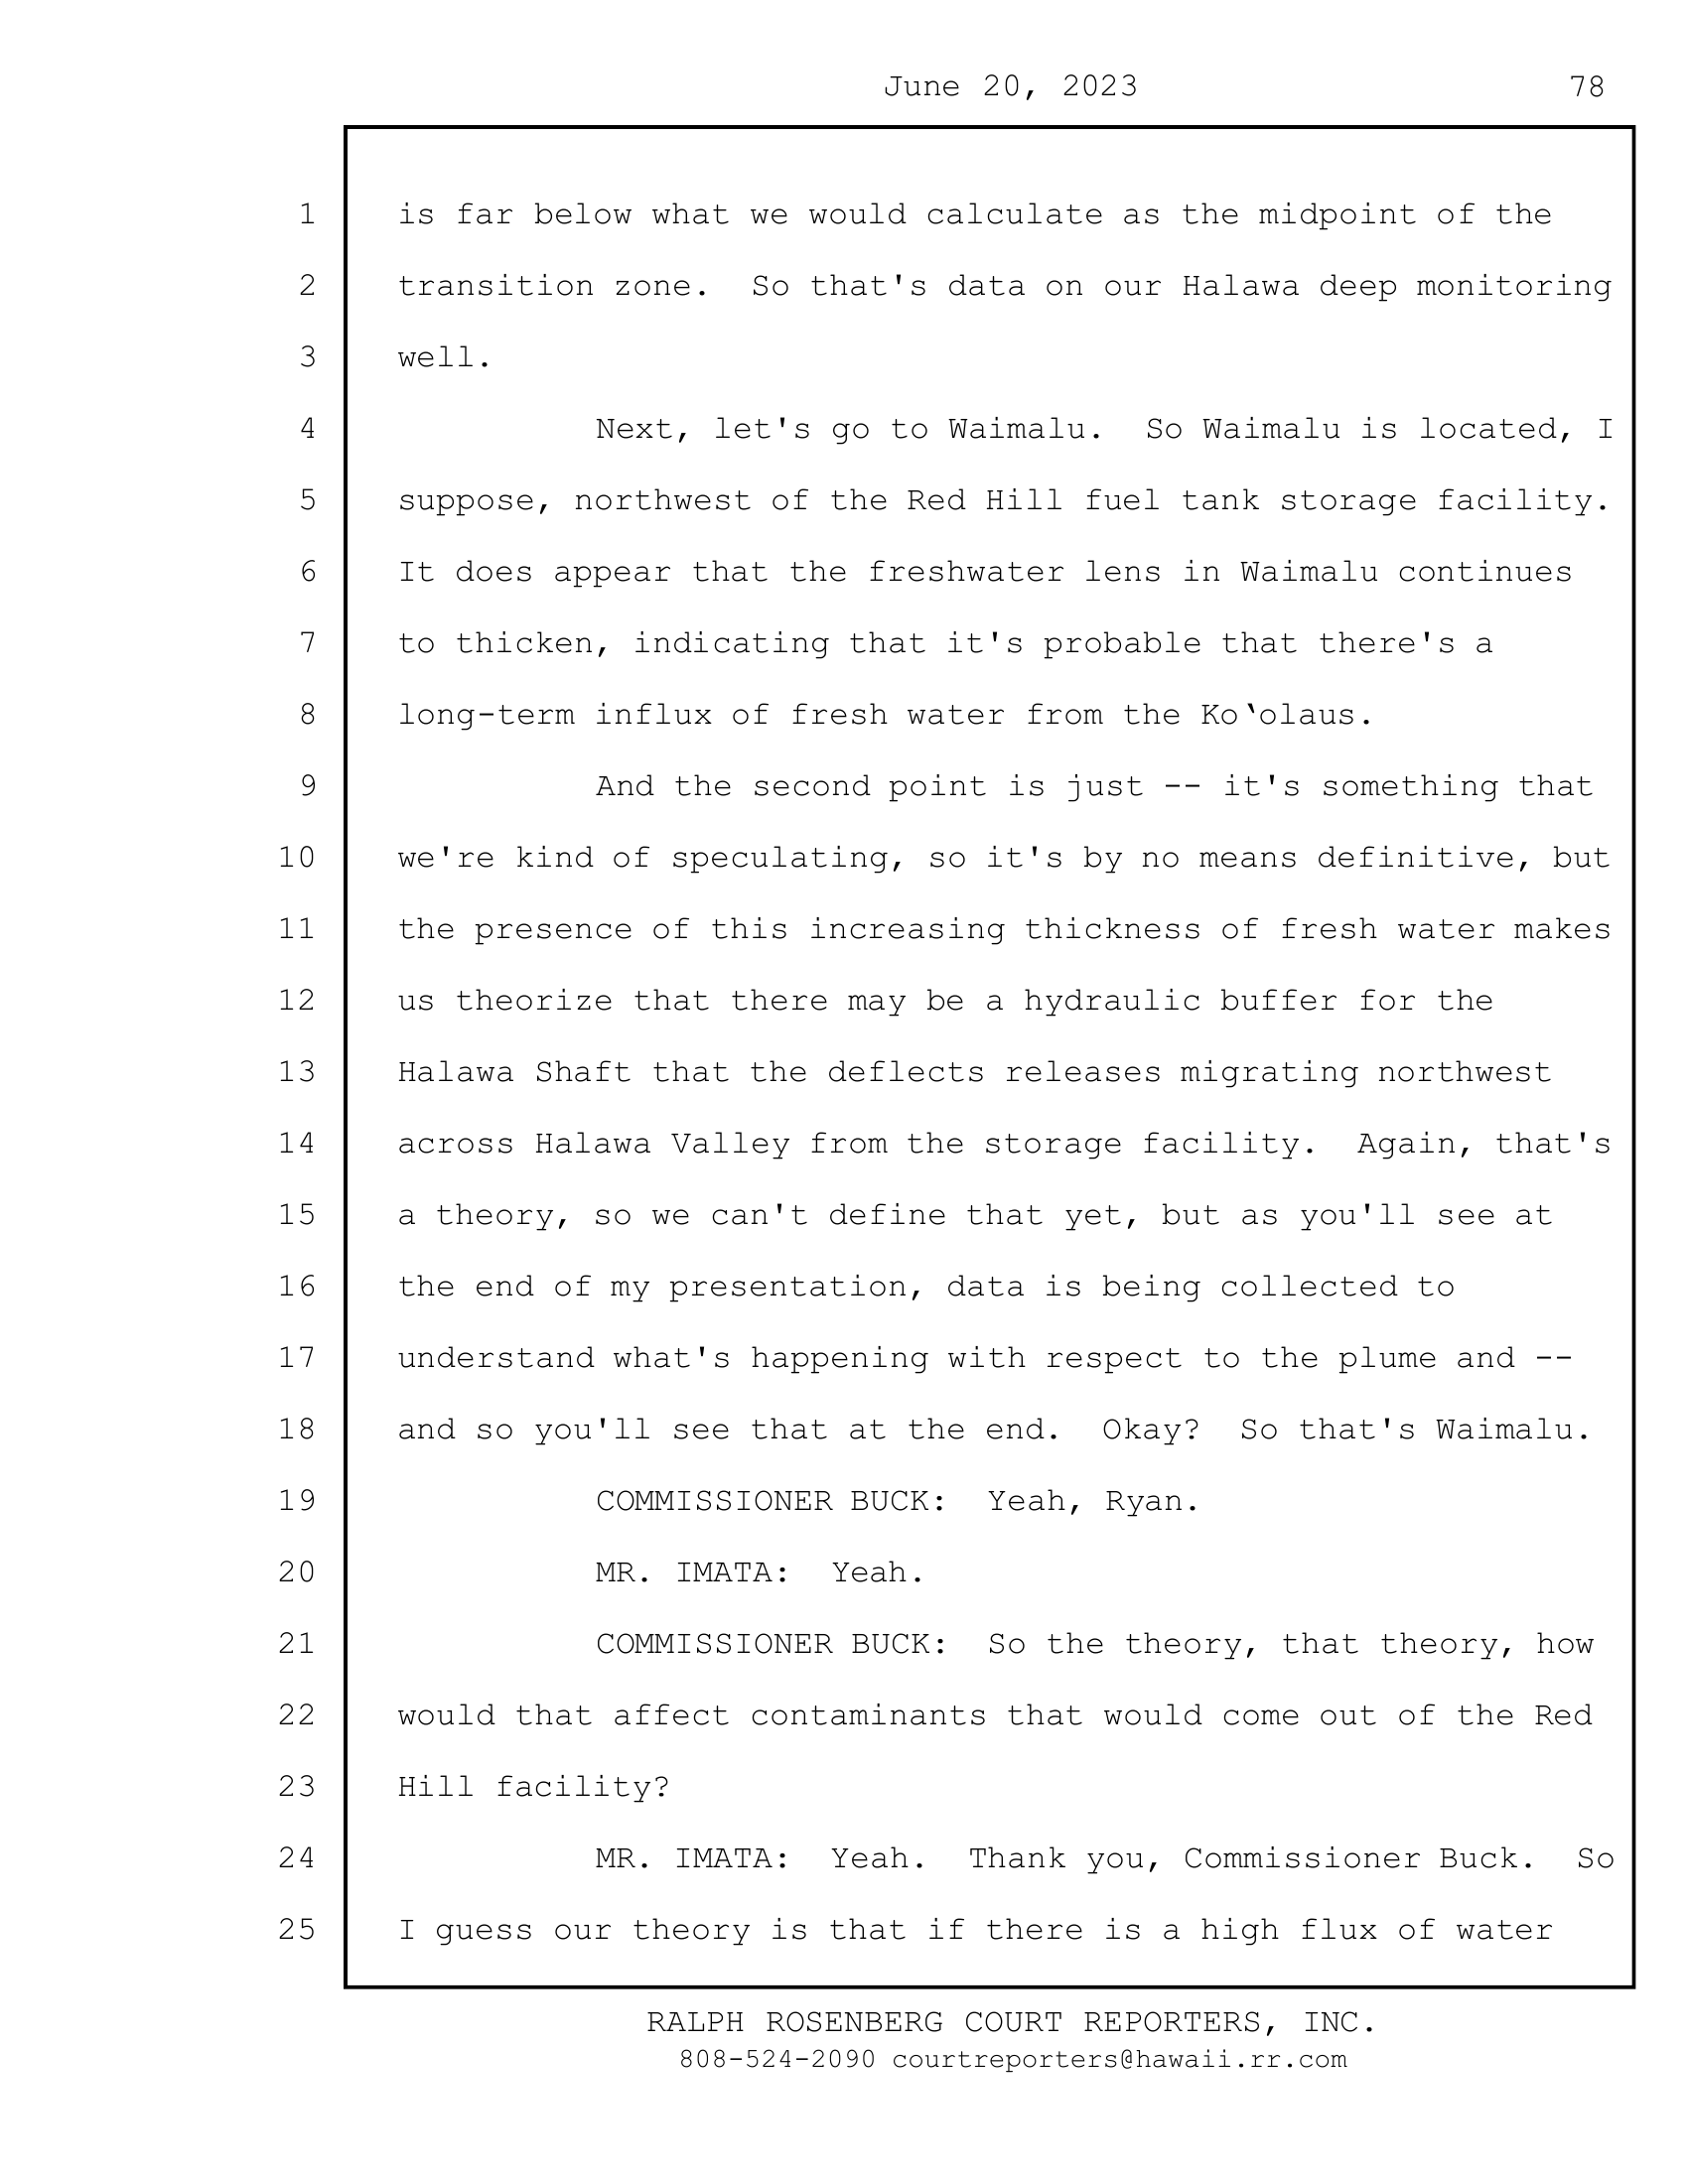 June 20, 2023 78
1 is far below what we would calculate as the midpoint of the
2 transition zone.  So that's data on our Halawa deep monitoring
3 well.
4 Next, let's go to Waimalu.  So Waimalu is located, I
5 suppose, northwest of the Red Hill fuel tank storage facility.
6 It does appear that the freshwater lens in Waimalu continues
7 to thicken, indicating that it's probable that there's a
8 long-term influx of fresh water from the Ko‛olaus.
9 And the second point is just -- it's something that
10 we're kind of speculating, so it's by no means definitive, but
11 the presence of this increasing thickness of fresh water makes
12 us theorize that there may be a hydraulic buffer for the
13 Halawa Shaft that the deflects releases migrating northwest
14 across Halawa Valley from the storage facility.  Again, that's
15 a theory, so we can't define that yet, but as you'll see at
16 the end of my presentation, data is being collected to
17 understand what's happening with respect to the plume and --
18 and so you'll see that at the end.  Okay?  So that's Waimalu.
19 COMMISSIONER BUCK:  Yeah, Ryan.
20 MR. IMATA:  Yeah.
21 COMMISSIONER BUCK:  So the theory, that theory, how
22 would that affect contaminants that would come out of the Red
23 Hill facility?
24 MR. IMATA:  Yeah.  Thank you, Commissioner Buck.  So
25 I guess our theory is that if there is a high flux of water
RALPH ROSENBERG COURT REPORTERS, INC.
808-524-2090 courtreporters@hawaii.rr.com